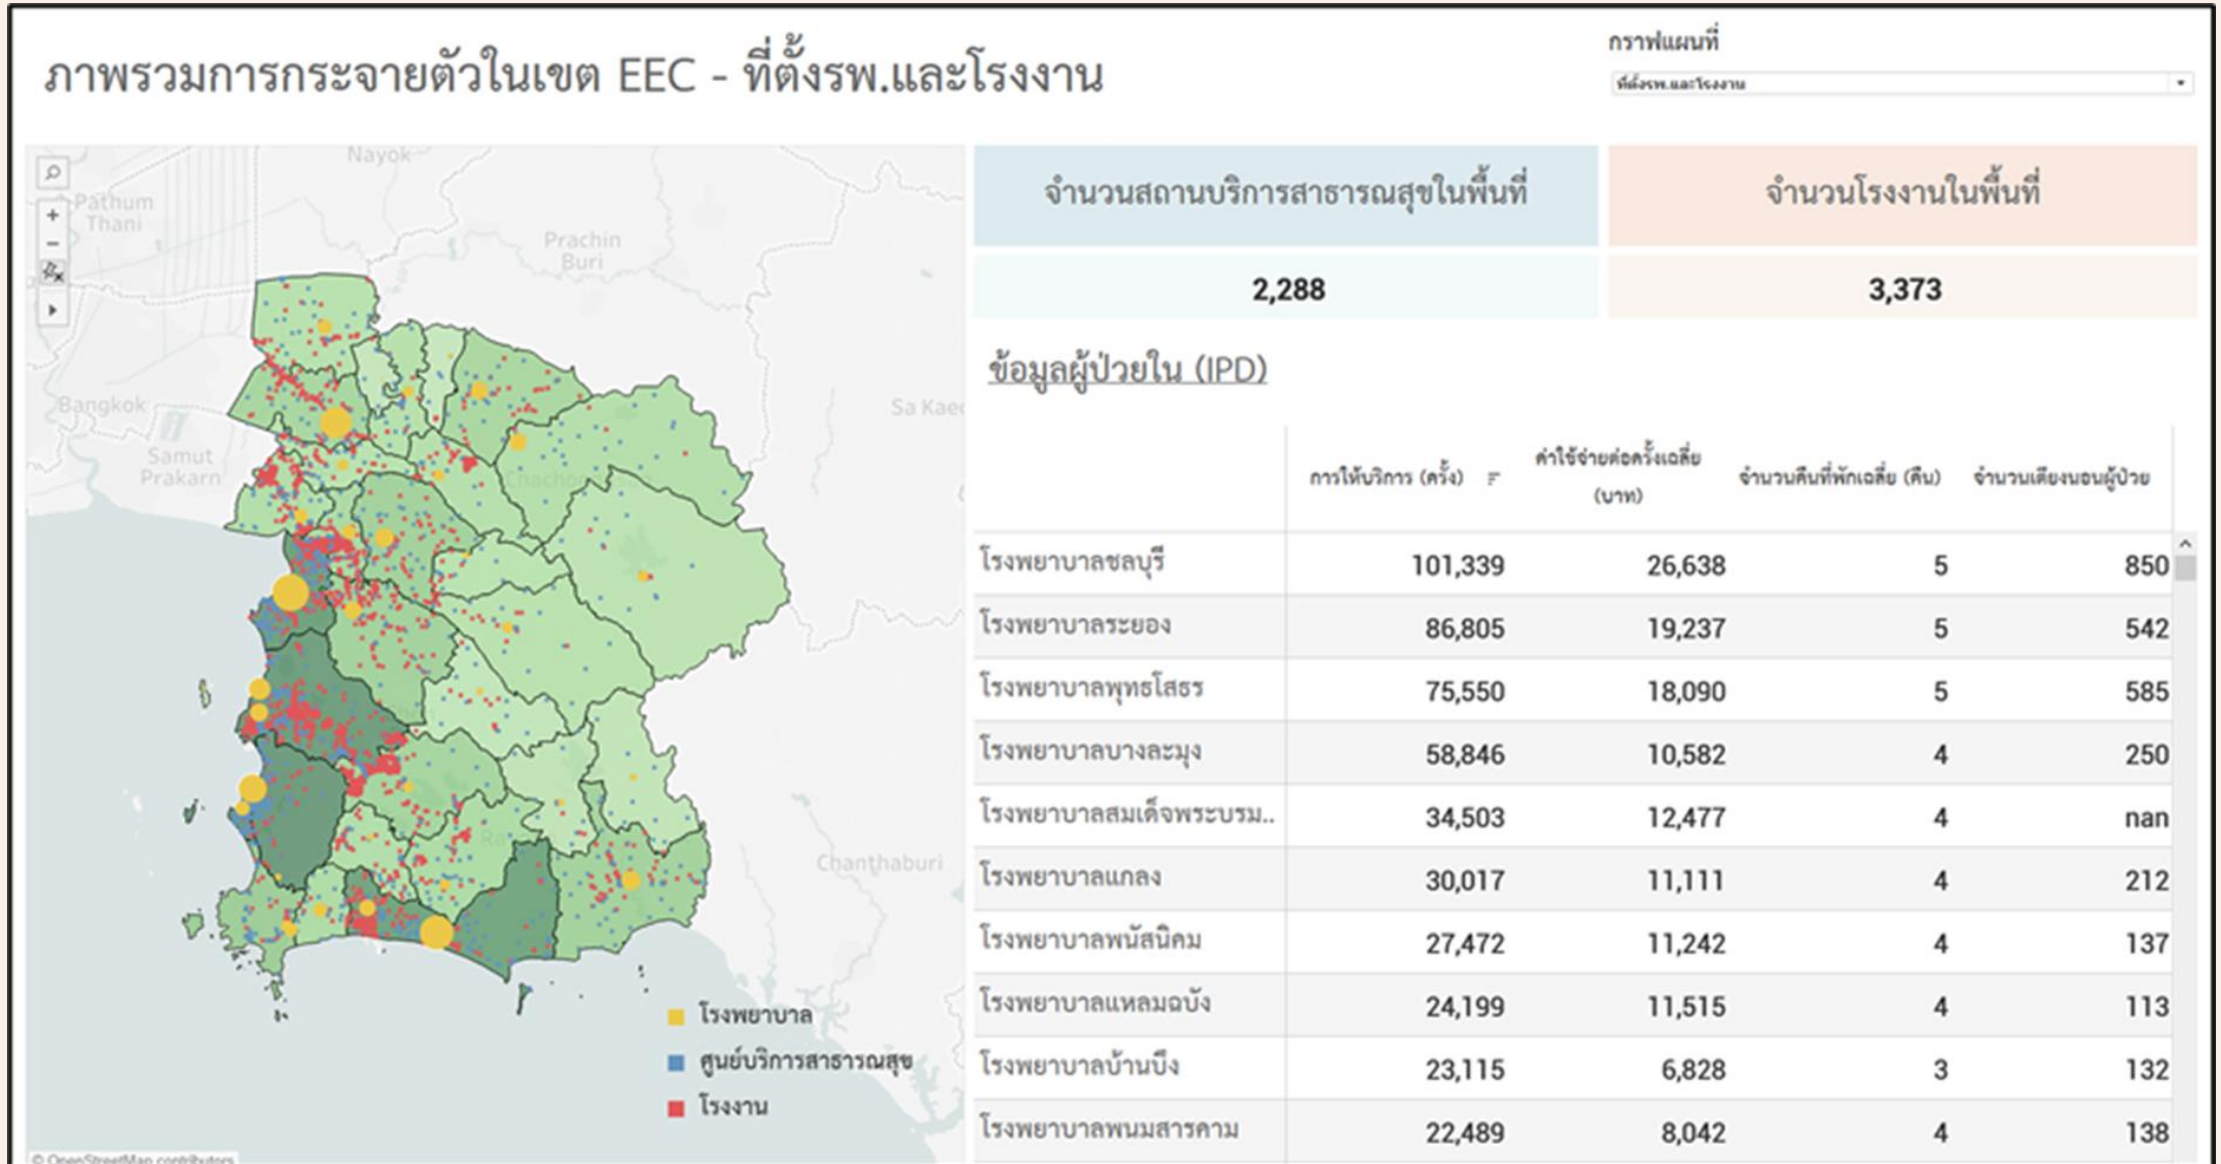 ภาพรวมการกระจายตัวในเขต EEC - ที่ตั้งรพ.และโรงงาน
กราฟแผนที่
ที่ตั้งรพ.และโรงงาน
Nayok
Pathum
Thani
Prachin
Buri
Bangkok
Sa Kaeo
Samut
Prakarn
Chanthaburi
โรงพยาบาล
ศูนย์บริการสาธารณสุข
โรงงาน
© OpenStreetMap contributors
จำนวนสถานบริการสาธารณสุขในพื้นที่
จำนวนโรงงานในพื้นที่
2,288
3,373
ข้อมูลผู้ป่วยใน (IPD)
การให้บริการ (ครั้ง) ค่าใช้จ่ายต่อครั้งเฉลี่ย (บาท) จำนวนคืนที่พักเฉลี่ย (คืน) จำนวนเตียงนอนผู้ป่วย
โรงพยาบาลชลบุรี 101,339 26,638 5 850
โรงพยาบาลระยอง 86,805 19,237 5 542
โรงพยาบาลพุทธโสธร 75,550 18,090 5 585
โรงพยาบาลบางละมุง 58,846 10,582 4 250
โรงพยาบาลสมเด็จพระบรม.. 34,503 12,477 4 nan
โรงพยาบาลแกลง 30,017 11,111 4 212
โรงพยาบาลพนัสนิคม 27,472 11,242 4 137
โรงพยาบาลแหลมฉบัง 24,199 11,515 4 113
โรงพยาบาลบ้านบึง 23,115 6,828 3 132
โรงพยาบาลพนมสารคาม 22,489 8,042 4 138